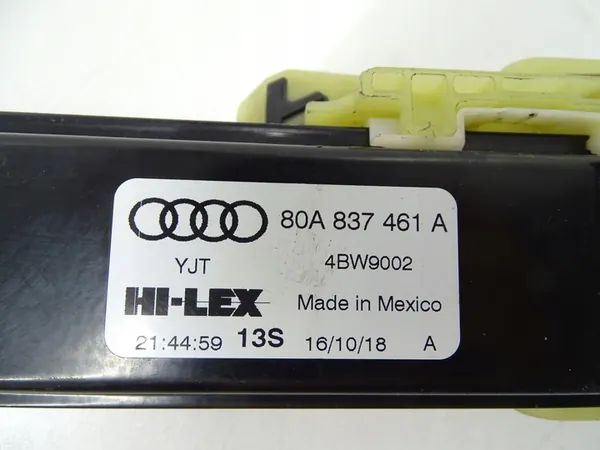 80A 837 461 A
YJT 4BW9002
HI-LEX Made in Mexico
21:44:59 13S 16/10/18 A